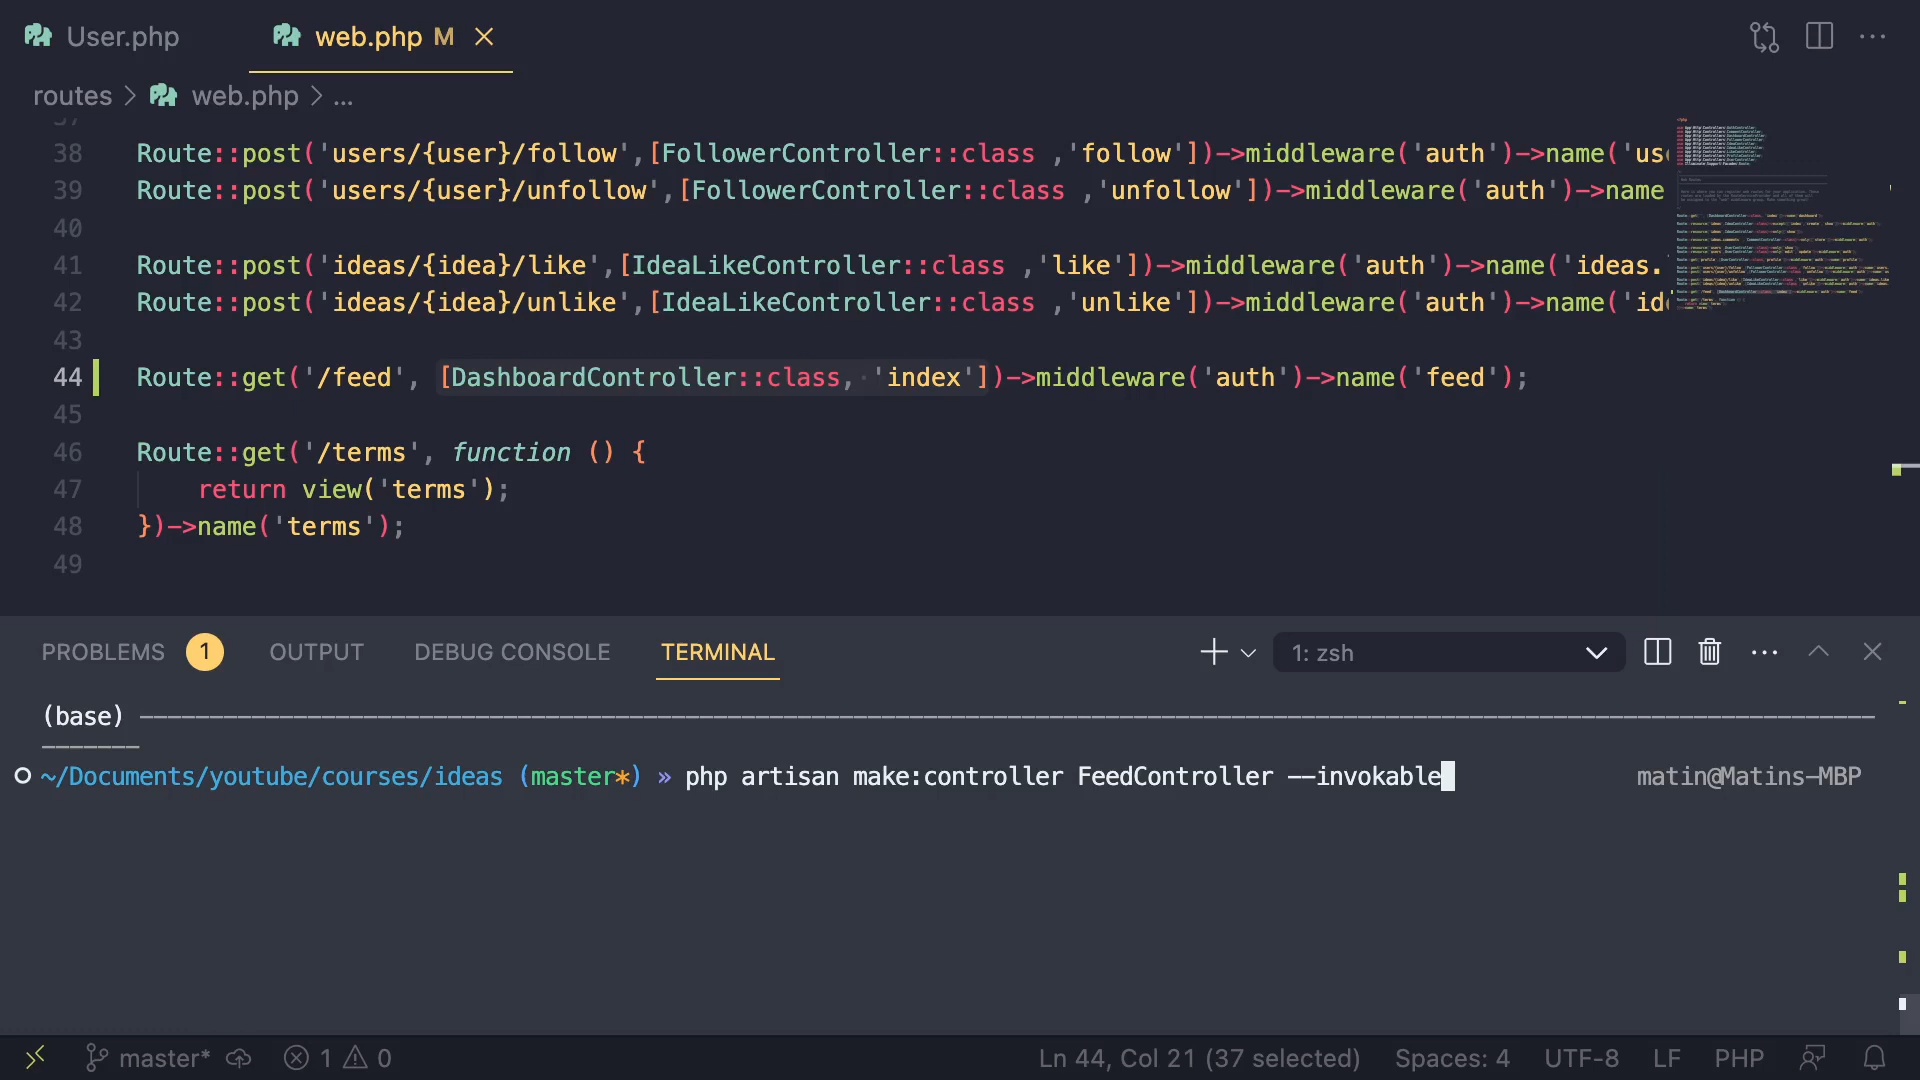 User.php
web.php M
routes > web.php > ...
37
38 Route::post('users/{user}/follow',[FollowerController::class ,'follow'])->middleware('auth')->name('us
39 Route::post('users/{user}/unfollow',[FollowerController::class ,'unfollow'])->middleware('auth')->name
40
41 Route::post('ideas/{idea}/like',[IdeaLikeController::class ,'like'])->middleware('auth')->name('ideas.
42 Route::post('ideas/{idea}/unlike',[IdeaLikeController::class ,'unlike'])->middleware('auth')->name('id
43
44 Route::get('/feed', [DashboardController::class, 'index'])->middleware('auth')->name('feed');
45
46 Route::get('/terms', function () {
47 return view('terms');
48 })->name('terms');
49
PROBLEMS 1 OUTPUT DEBUG CONSOLE TERMINAL 1: zsh
(base)
~/Documents/youtube/courses/ideas (master*) » php artisan make:controller FeedController --invokable matin@Matins-MBP
master* 1 0 Ln 44, Col 21 (37 selected) Spaces: 4 UTF-8 LF PHP